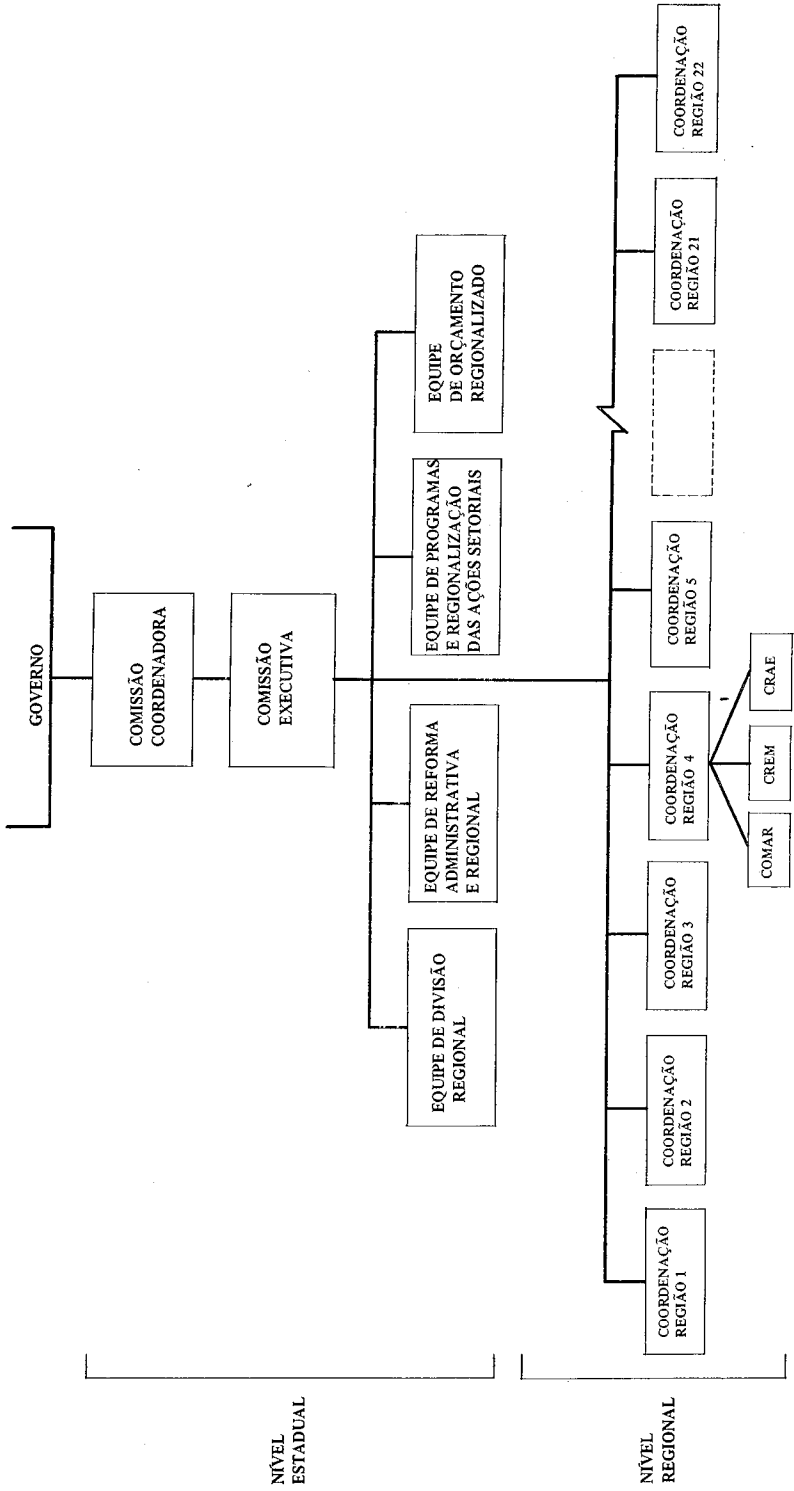 GOVERNO
COMISSÃO
COORDENADORA
COMISSÃO
EXECUTIVA
NÍVEL
ESTADUAL
EQUIPE DE DIVISÃO
REGIONAL
EQUIPE DE REFORMA
ADMINISTRATIVA
E REGIONAL
EQUIPE DE PROGRAMAS
E REGIONALIZAÇÃO
DAS AÇÕES SETORIAIS
EQUIPE
DE ORÇAMENTO
REGIONALIZADO
NÍVEL
REGIONAL
COORDENAÇÃO
REGIÃO 1
COORDENAÇÃO
REGIÃO 2
COORDENAÇÃO
REGIÃO 3
COORDENAÇÃO
REGIÃO 4
COORDENAÇÃO
REGIÃO 5
COORDENAÇÃO
REGIÃO 21
COORDENAÇÃO
REGIÃO 22
COMAR
CREM
CRAE